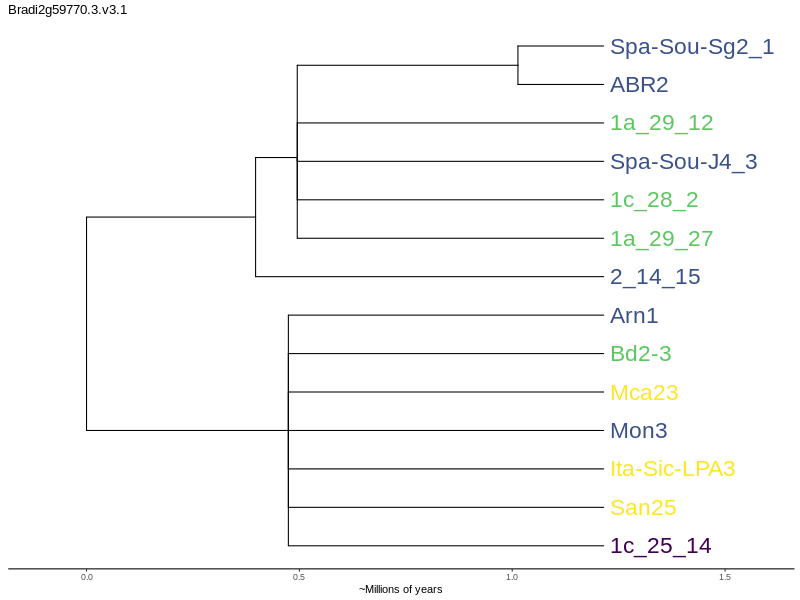 Bradi2g59770.3.v3.1
Spa-Sou-Sg2_1
ABR2
1a_29_12
Spa-Sou-J4_3
1c_28_2
1a_29_27
2_14_15
Arn1
Bd2-3
Mca23
Mon3
Ita-Sic-LPA3
San25
1c_25_14
0.0 0.5 1.0 1.5
~Millions of years